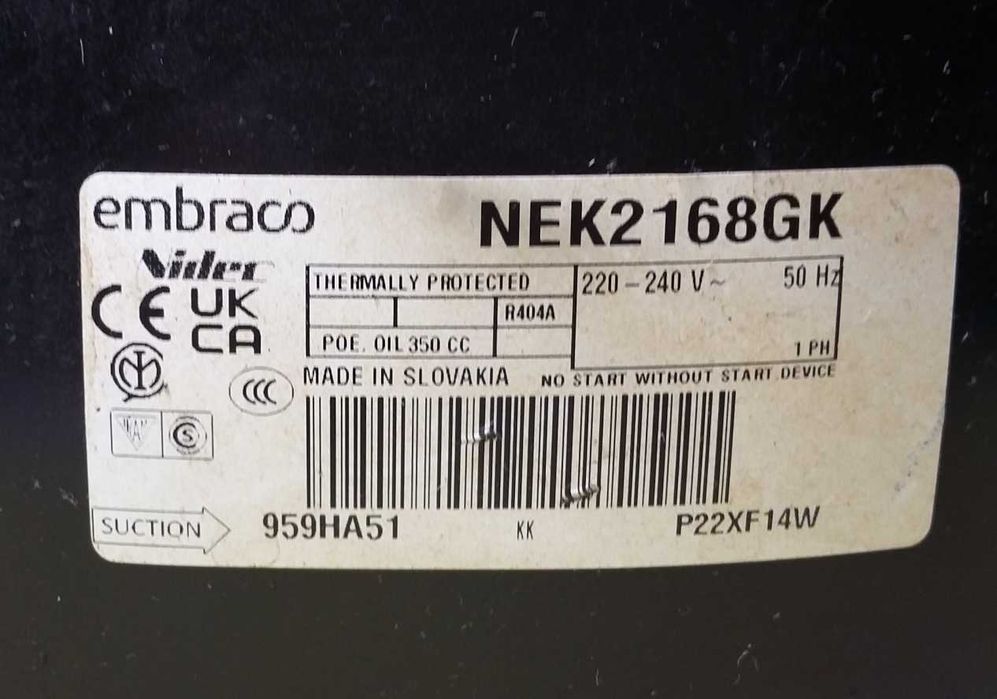 embraco
NEK2168GK
Nidec
CE UK
CA
THERMALLY PROTECTED
220-240 V~ 50 Hz
R404A
POE. OIL 350 CC
1 PH
MADE IN SLOVAKIA
NO START WITHOUT START DEVICE
CCC
S
SUCTION
959HA51
KK
P22XF14W